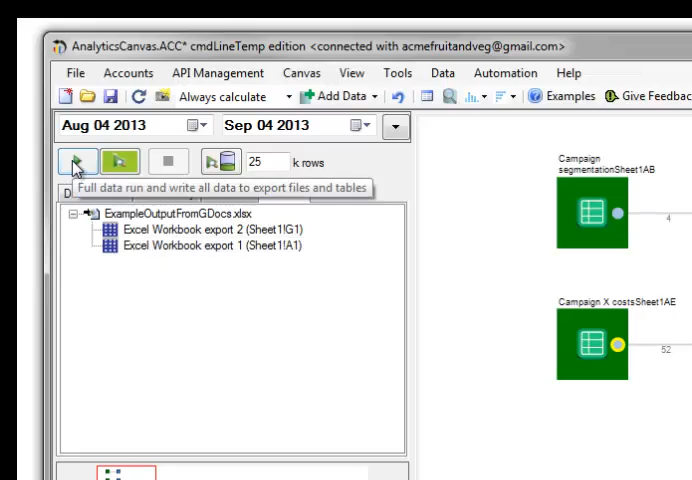 AnalyticsCanvas.ACC* cmdLineTemp edition <connected with acmefruitandveg@gmail.com>
File Accounts API Management Canvas View Tools Data Automation Help
Always calculate Add Data Examples Give Feedbac
Aug 04 2013 Sep 04 2013
25 k rows
Full data run and write all data to export files and tables
D
ExampleOutputFromGDocs.xlsx
Excel Workbook export 2 (Sheet1!G1)
Excel Workbook export 1 (Sheet1!A1)
Campaign
segmentationSheet1AB
4
Campaign X costsSheet1AE
52